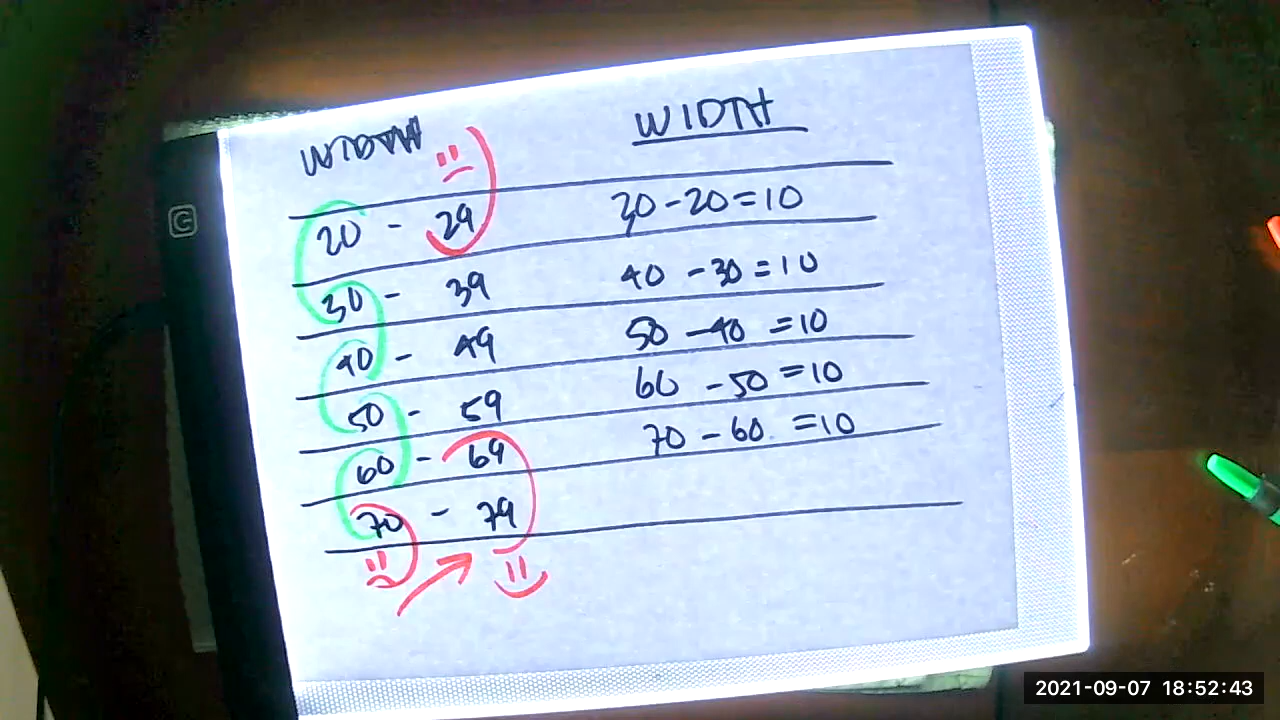 WIDTH
20 - 29 30-20=10
30 - 39 40 -30=10
40 - 49 50 -40 =10
50 - 59 60 -50=10
60 - 69 70 -60. =10
70 - 79
2021-09-07 18:52:43